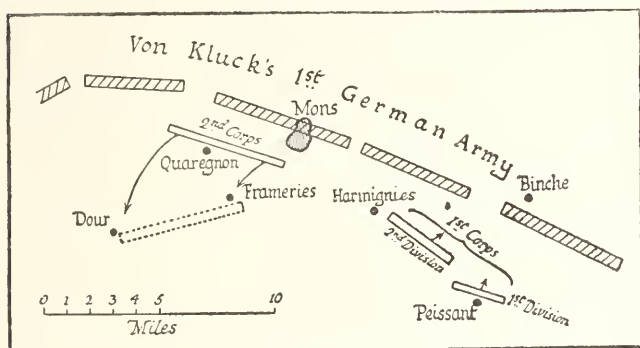 Von Kluck's 1st German Army
Mons
2nd Corps
Quaregnon
Binche
Frameries
Harmignies
1st Corps
Dour
2nd Division
1st Division
Peissant
0 1 2 3 4 5 10
Miles